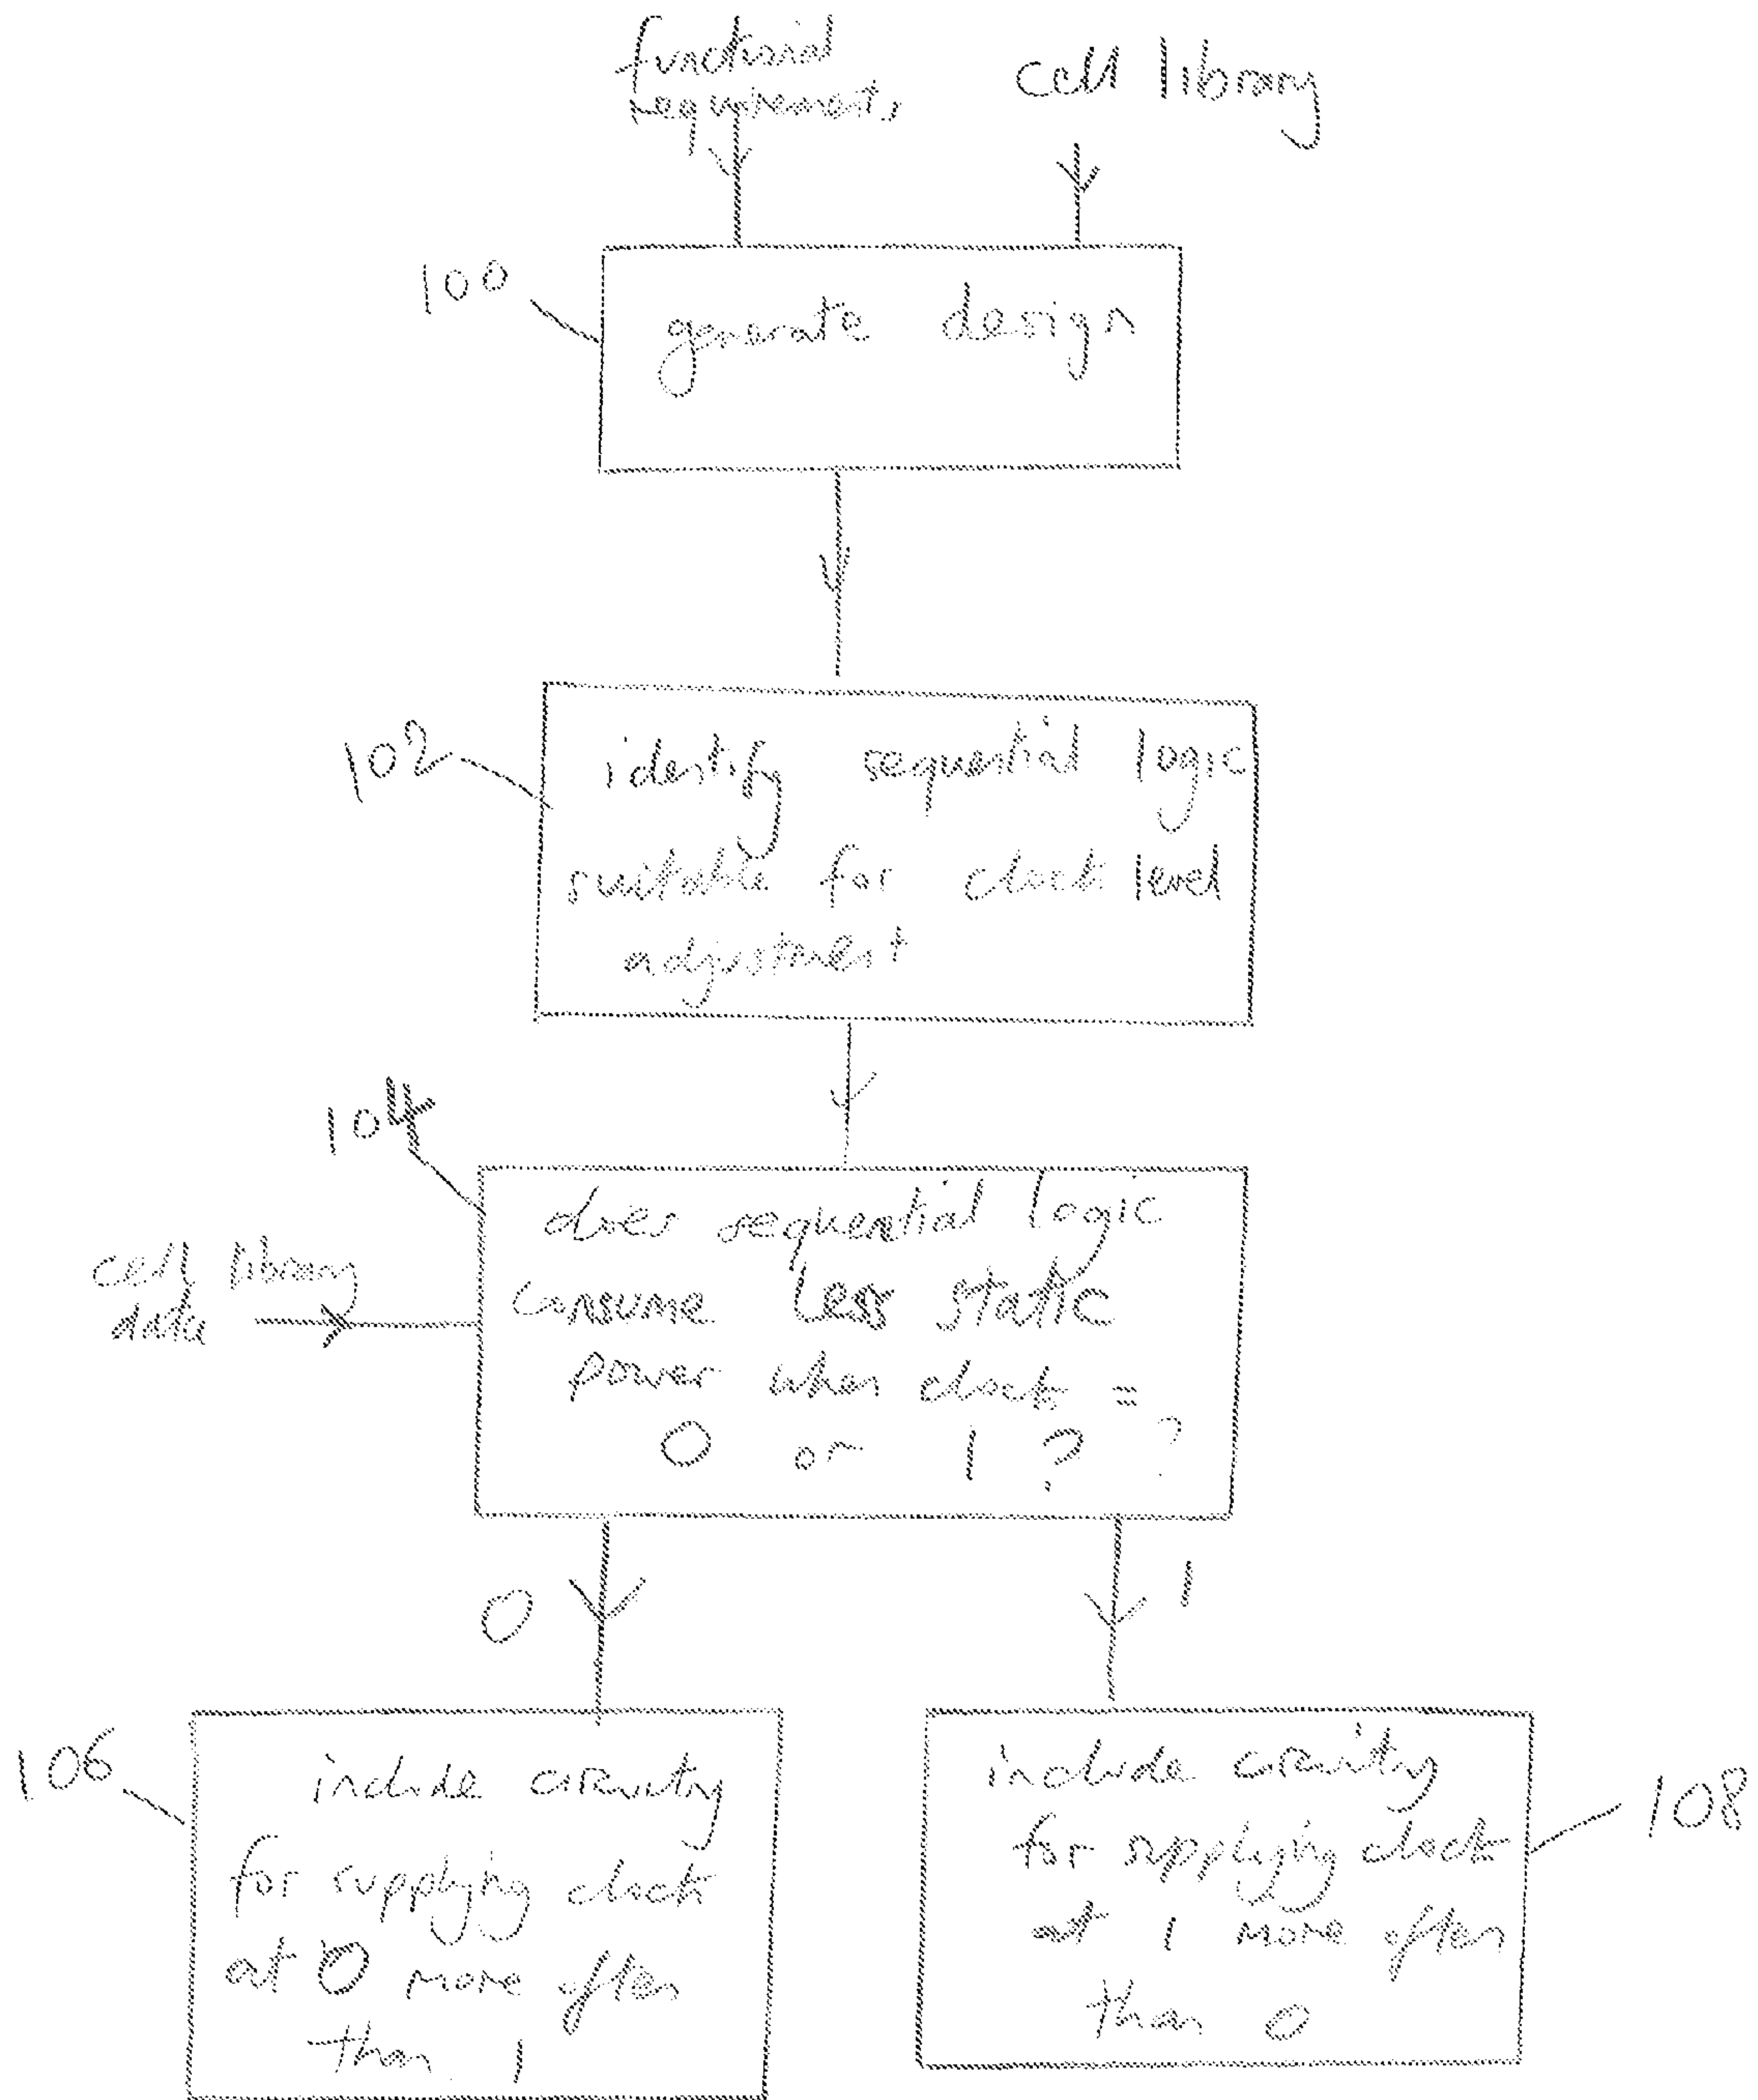 functional
requirements
cell library
100
generate design
102
identify sequential logic
suitable for clock level
adjustment
104
does sequential logic
consume less static
power when clock =
0 or 1 ? ?
cell library
data
0
1
106
include circuitry
for supplying clock
at 0 more often
than 1
include circuitry
for supplying clock
at 1 more often
than 0
108